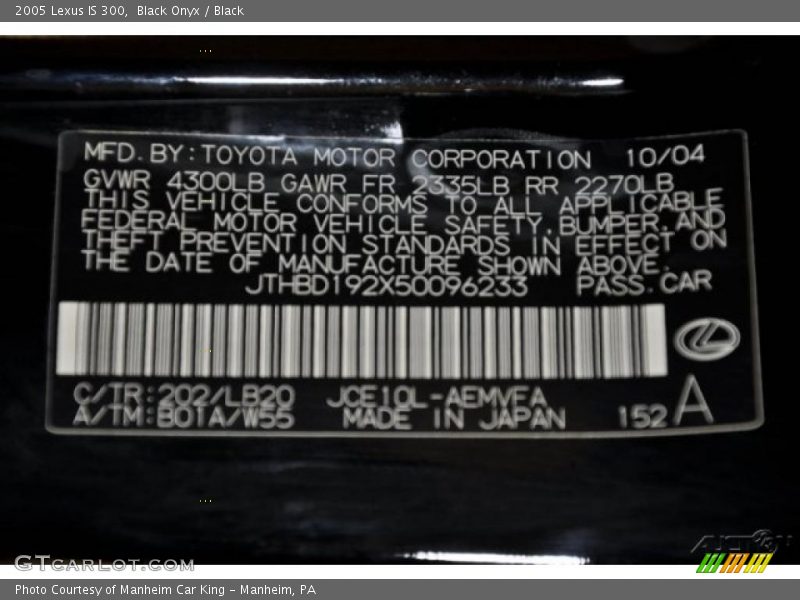 2005 Lexus IS 300, Black Onyx / Black
MFD. BY: TOYOTA MOTOR CORPORATION 10/04
GVWR 4300LB GAWR FR 2335LB RR 2270LB
THIS VEHICLE CONFORMS TO ALL APPLICABLE
FEDERAL MOTOR VEHICLE SAFETY, BUMPER, AND
THEFT PREVENTION STANDARDS IN EFFECT ON
THE DATE OF MANUFACTURE SHOWN ABOVE.
JTHBD192X50096233 PASS. CAR
C/TR: 202/LB20 JCE10L-AEMVFA
A/TM: B01A/W55 MADE IN JAPAN 152 A
GTcarlot.com
Photo Courtesy of Manheim Car King - Manheim, PA